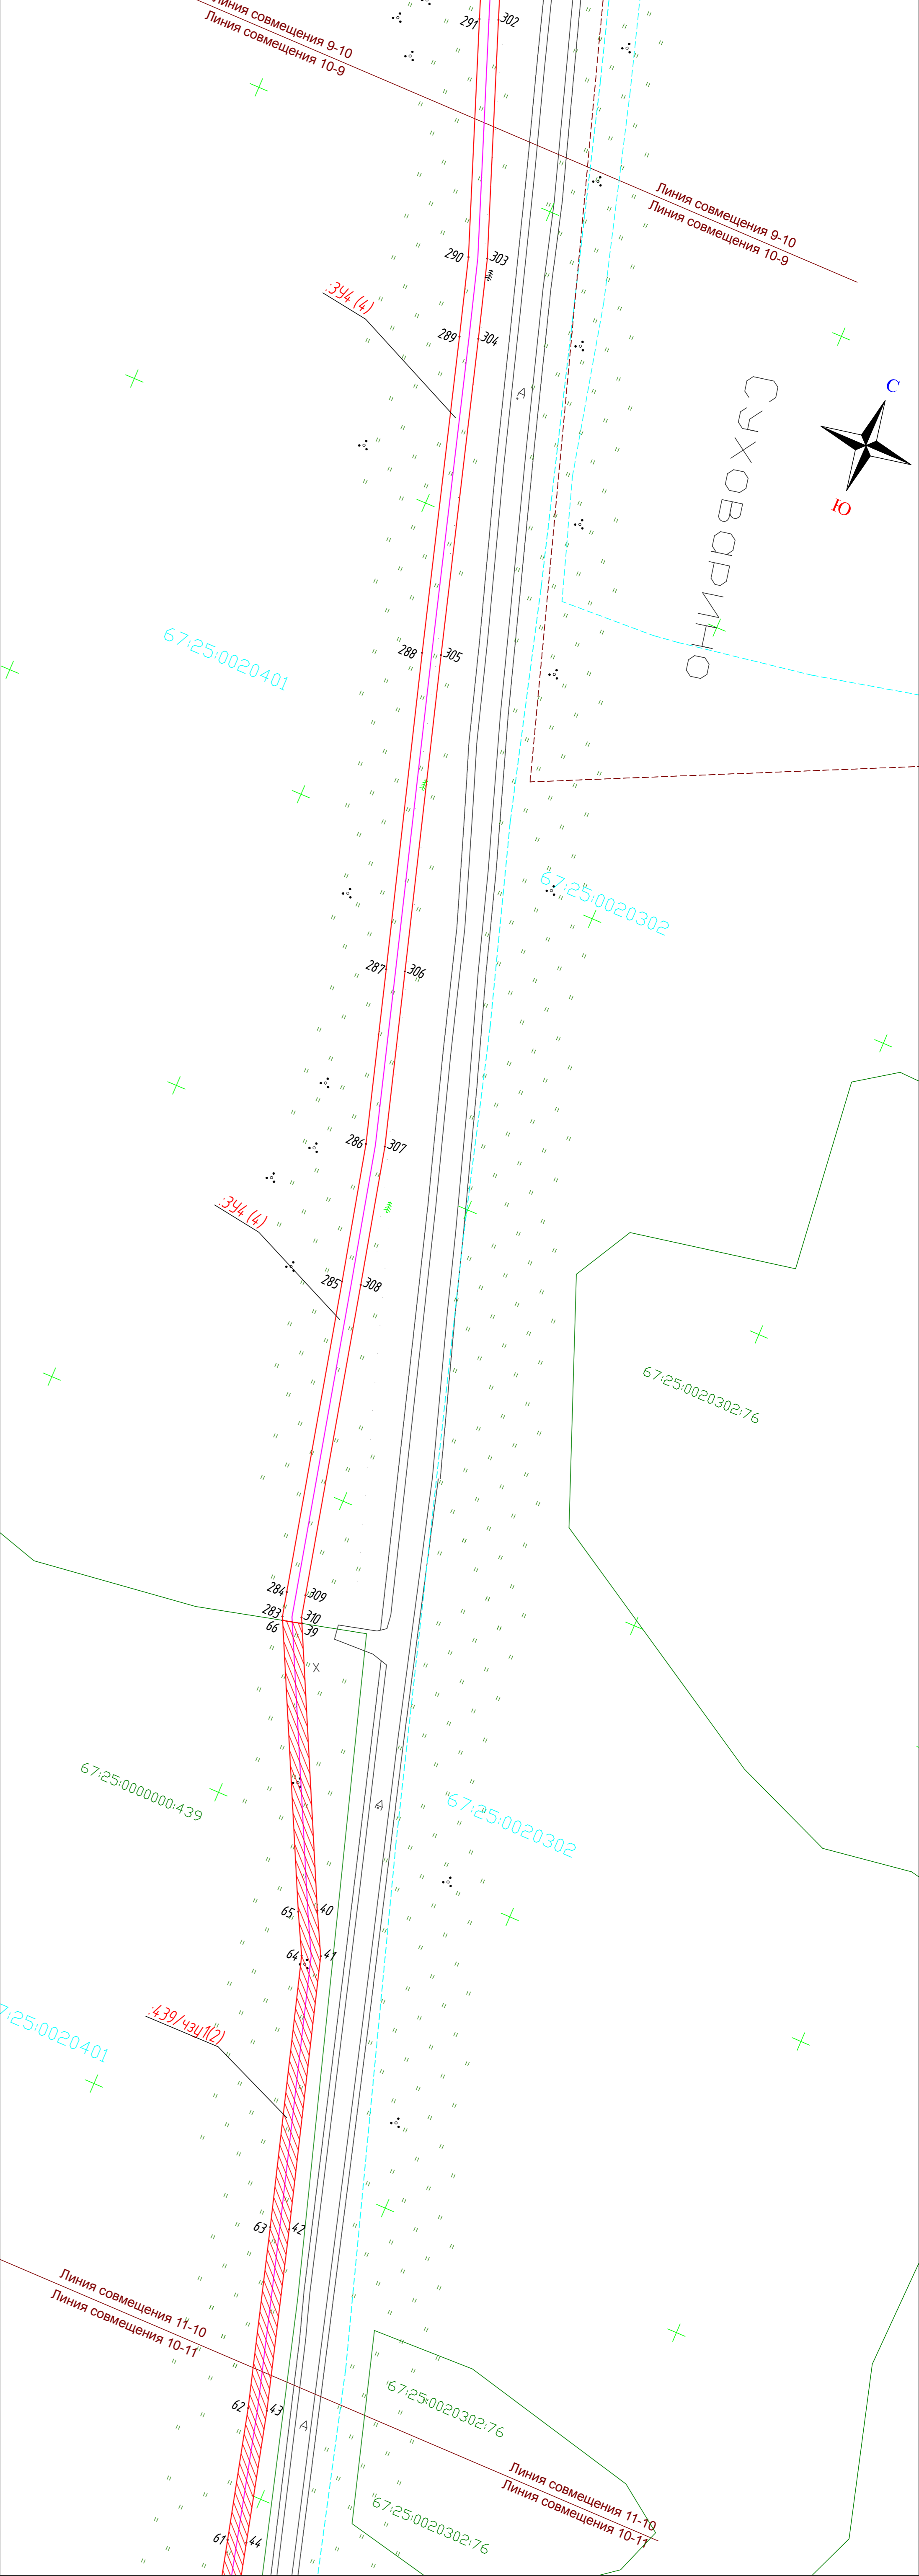 291
302
Линия совмещения 9-10
Линия совмещения 10-9
Линия совмещения 9-10
Линия совмещения 10-9
290
303
:ЗУ4 (4)
289
304
С
Ю
А
СУХОВСИНО
67:25:0020401
288
305
67:25:0020302
287
306
286
307
:ЗУ4 (4)
285
308
67:25:0020302:76
284
309
283
310
66
39
Х
67:25:0000000:439
А
67:25:0020302
65
40
64
41
:439/чзу1(2)
7:25:0020401
63
42
Линия совмещения 11-10
Линия совмещения 10-11
62
43
67:25:0020302:76
А
Линия совмещения 11-10
Линия совмещения 10-11
67:25:0020302:76
61
44